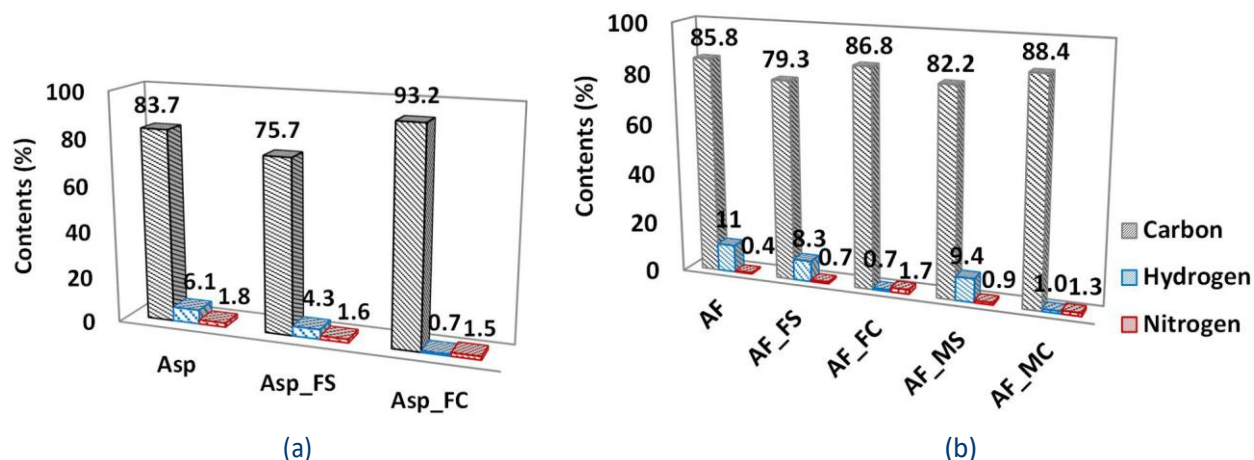 100
80
60
40
20
0
Contents (%)
83.7
6.1
1.8
75.7
4.3
1.6
93.2
0.7
1.5
Asp
Asp_FS
Asp_FC
(a)
100
80
60
40
20
0
Contents (%)
85.8
11
0.4
79.3
8.3
0.7
86.8
0.7
1.7
82.2
9.4
0.9
88.4
1.0
1.3
AF
AF_FS
AF_FC
AF_MS
AF_MC
Carbon
Hydrogen
Nitrogen
(b)